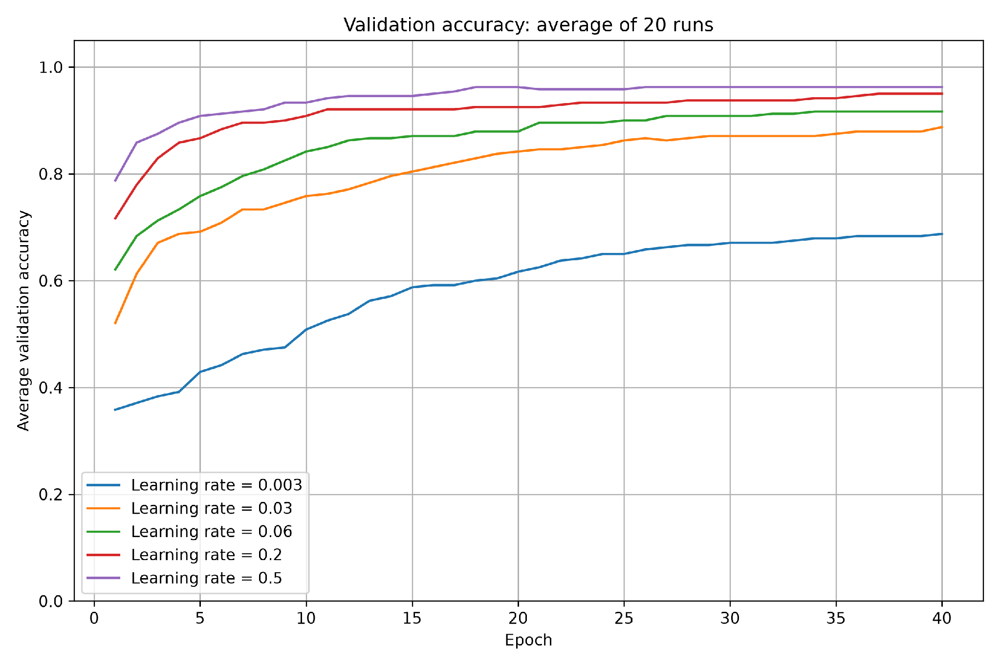 Validation accuracy: average of 20 runs
Average validation accuracy
1.0
0.8
0.6
0.4
0.2
0.0
Learning rate = 0.003
Learning rate = 0.03
Learning rate = 0.06
Learning rate = 0.2
Learning rate = 0.5
0 5 10 15 20 25 30 35 40
Epoch